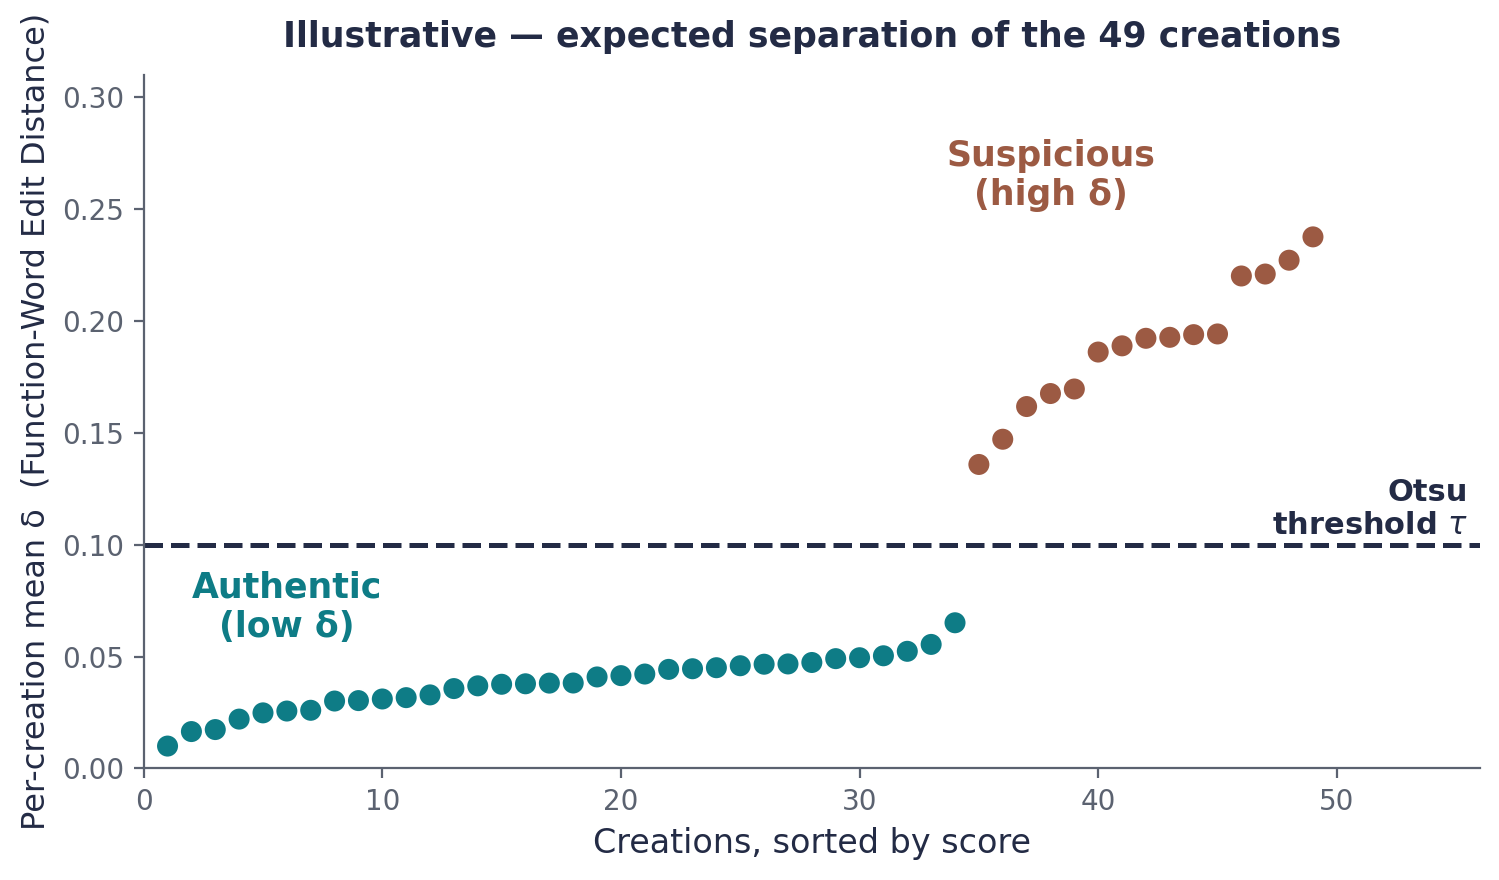 Illustrative — expected separation of the 49 creations
Per-creation mean δ (Function-Word Edit Distance)
0.30
0.25
0.20
0.15
0.10
0.05
0.00
Suspicious
(high δ)
Otsu
threshold τ
Authentic
(low δ)
0
10
20
30
40
50
Creations, sorted by score